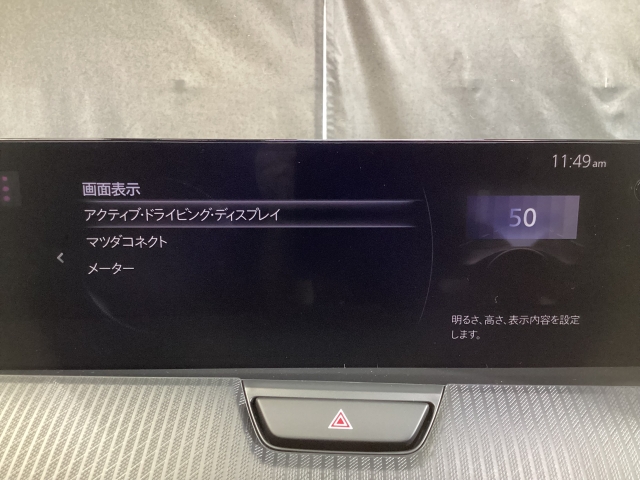 11:49 am
画面表示
アクティブ・ドライビング・ディスプレイ
50
マツダコネクト
メーター
明るさ、高さ、表示内容を設定
します。